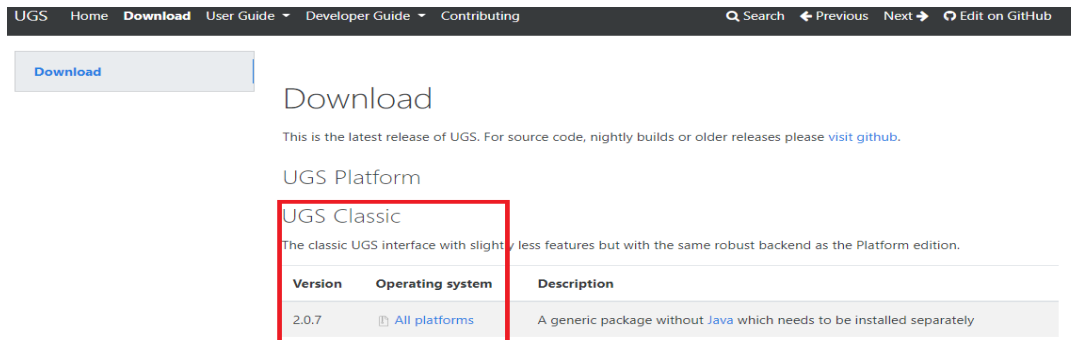 UGS Home Download User Guide Developer Guide Contributing Search Previous Next Edit on GitHub
Download
Download
This is the latest release of UGS. For source code, nightly builds or older releases please visit github.
UGS Platform
UGS Classic
The classic UGS interface with slightly less features but with the same robust backend as the Platform edition.
Version Operating system Description
2.0.7 All platforms A generic package without Java which needs to be installed separately